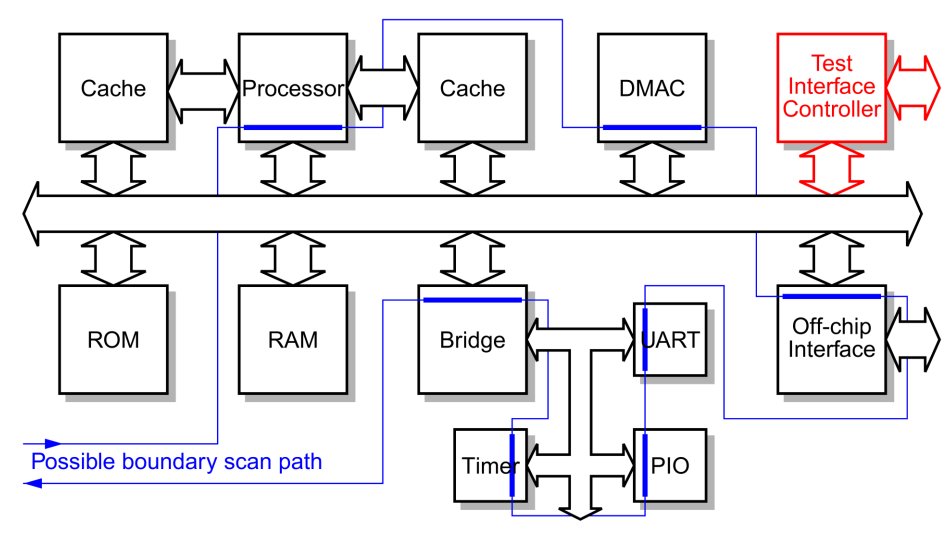 Cache
Processor
Cache
DMAC
Test
Interface
Controller
ROM
RAM
Bridge
UART
Off-chip
Interface
Possible boundary scan path
Timer
PIO